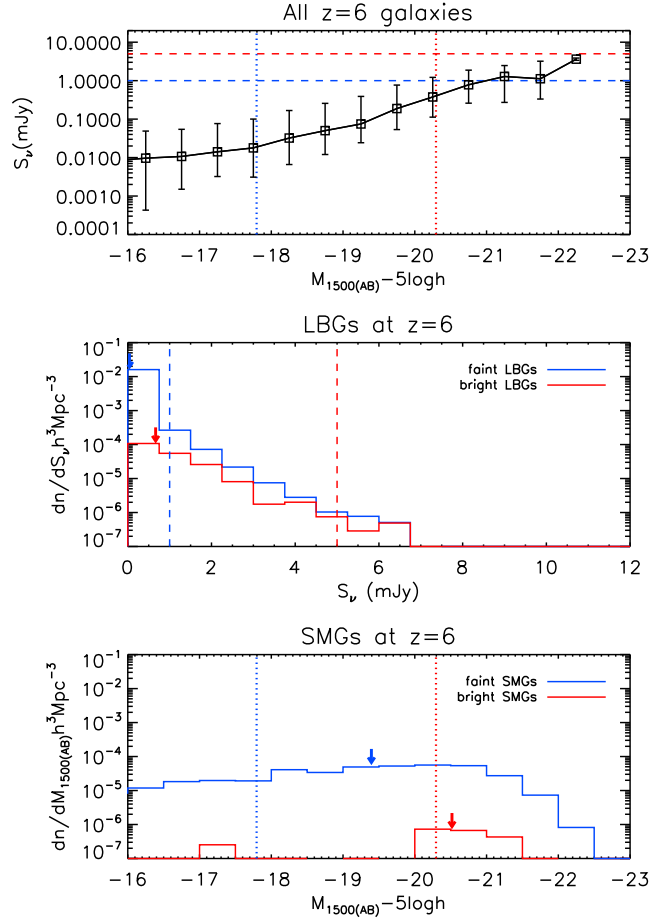 All z=6 galaxies
10.0000
1.0000
0.1000
0.0100
0.0010
0.0001
Sν(mJy)
−16 −17 −18 −19 −20 −21 −22 −23
M1500(AB)−5logh
LBGs at z=6
10−1
10−2
10−3
10−4
10−5
10−6
10−7
dn/dSνh3Mpc−3
faint LBGs
bright LBGs
0 2 4 6 8 10 12
Sν (mJy)
SMGs at z=6
10−1
10−2
10−3
10−4
10−5
10−6
10−7
dn/dM1500(AB)h3Mpc−3
faint SMGs
bright SMGs
−16 −17 −18 −19 −20 −21 −22 −23
M1500(AB)−5logh